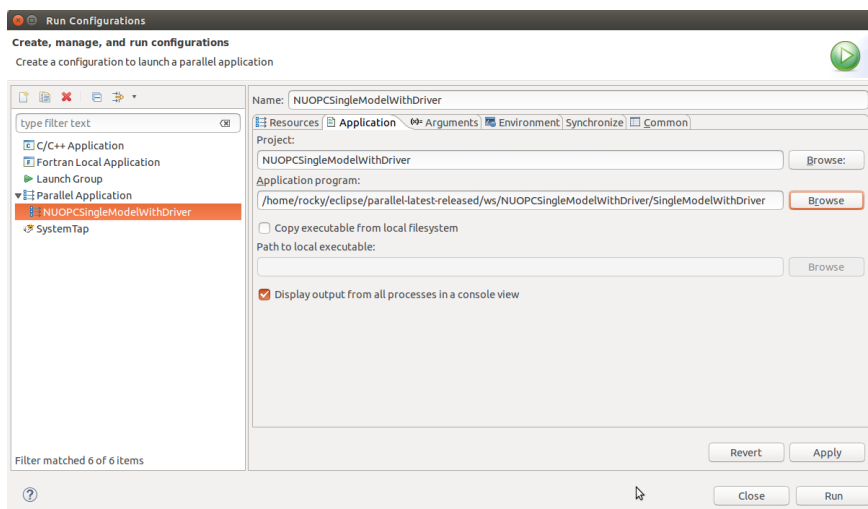 Run Configurations
Create, manage, and run configurations
Create a configuration to launch a parallel application
type filter text
C/C++ Application
Fortran Local Application
Launch Group
Parallel Application
NUOPCSingleModelWithDriver
SystemTap
Filter matched 6 of 6 items
Name: NUOPCSingleModelWithDriver
Resources Application Arguments Environment Synchronize Common
Project:
NUOPCSingleModelWithDriver Browse:
Application program:
/home/rocky/eclipse/parallel-latest-released/ws/NUOPCSingleModelWithDriver/SingleModelWithDriver Browse
Copy executable from local filesystem
Path to local executable:
Browse
Display output from all processes in a console view
Revert Apply
? Close Run